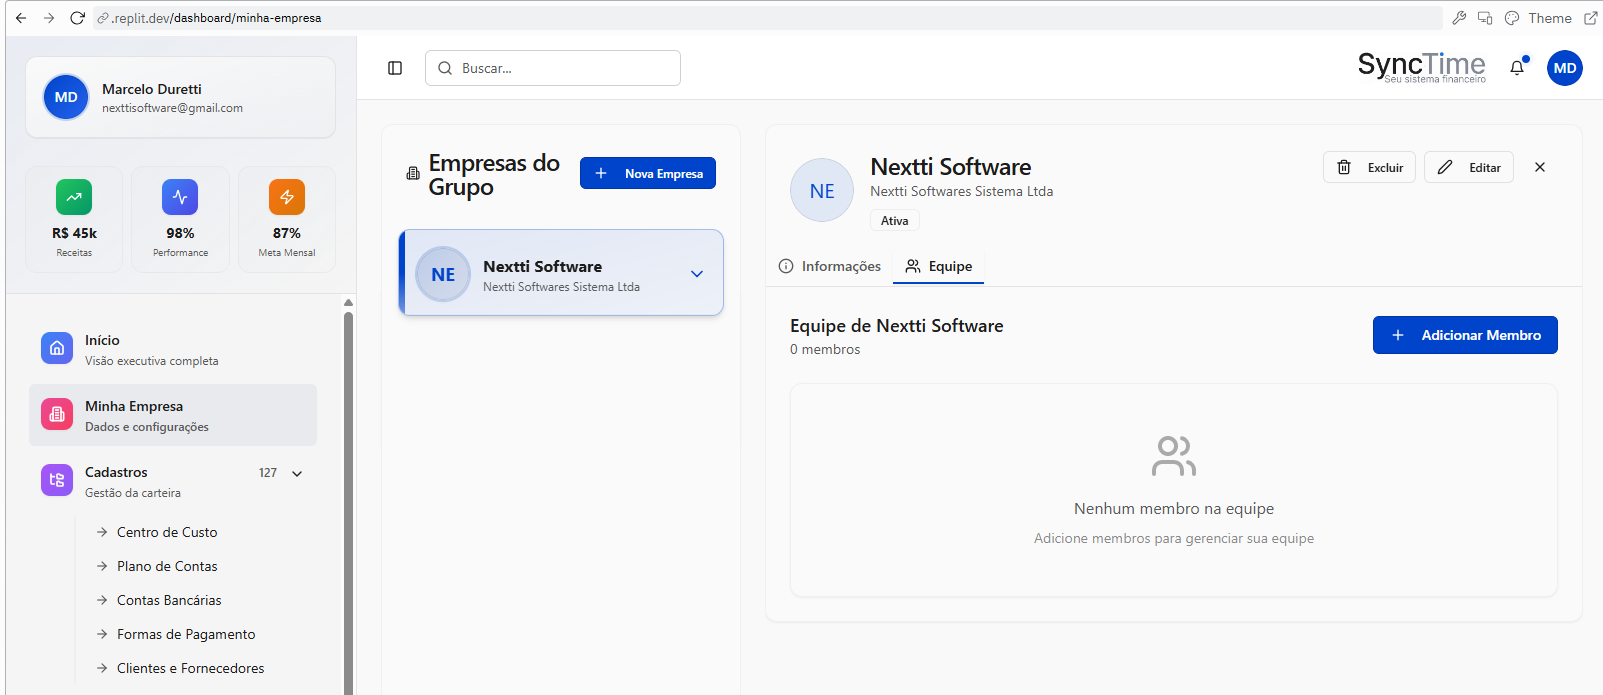 .replit.dev/dashboard/minha-empresa
Theme
MD
Marcelo Duretti
nexttisoftware@gmail.com
R$ 45k
Receitas
98%
Performance
87%
Meta Mensal
Início
Visão executiva completa
Minha Empresa
Dados e configurações
Cadastros
127
Gestão da carteira
Centro de Custo
Plano de Contas
Contas Bancárias
Formas de Pagamento
Clientes e Fornecedores
Buscar...
SyncTime
Seu sistema financeiro
MD
Empresas do
Grupo
Nova Empresa
NE
Nextti Software
Nextti Softwares Sistema Ltda
NE
Nextti Software
Nextti Softwares Sistema Ltda
Ativa
Excluir
Editar
Informações
Equipe
Equipe de Nextti Software
0 membros
Adicionar Membro
Nenhum membro na equipe
Adicione membros para gerenciar sua equipe